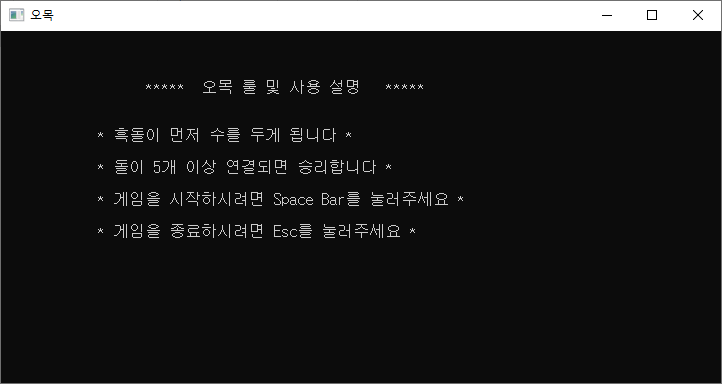 오목
***** 오목 룰 및 사용 설명 *****
* 흑돌이 먼저 수를 두게 됩니다 *
* 돌이 5개 이상 연결되면 승리합니다 *
* 게임을 시작하시려면 Space Bar를 눌러주세요 *
* 게임을 종료하시려면 Esc를 눌러주세요 *